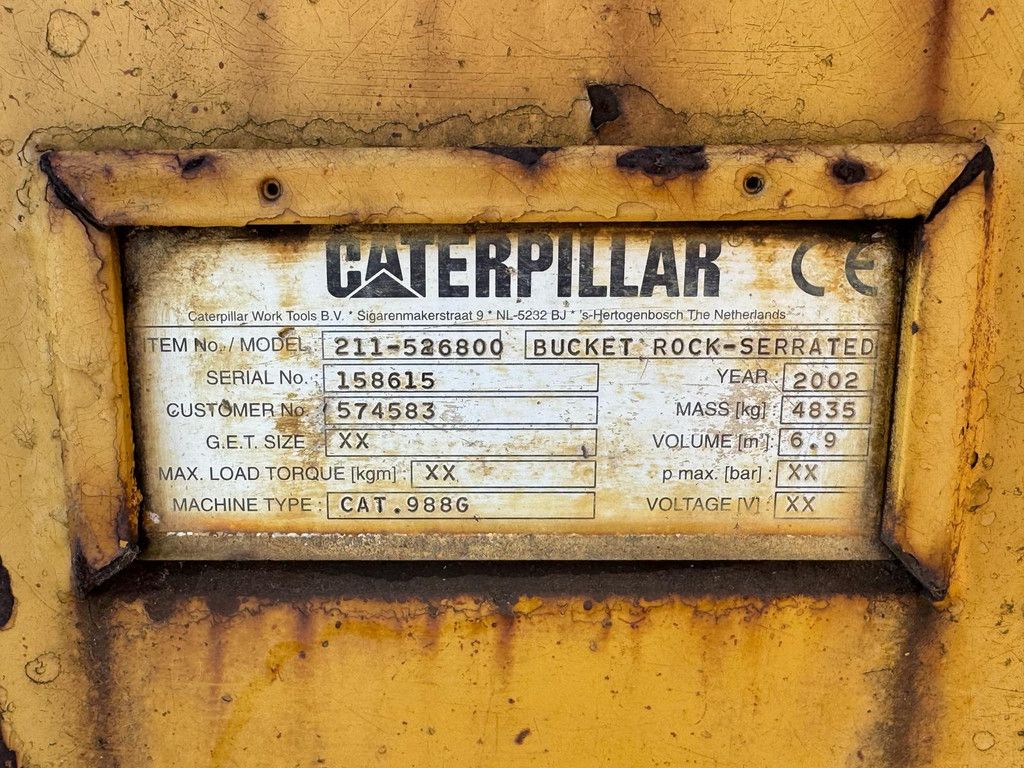 CATERPILLAR CE
Caterpillar Work Tools B.V. * Sigarenmakerstraat 9 * NL-5232 BJ * 's-Hertogenbosch The Netherlands
ITEM No. / MODEL : 211-526800 BUCKET ROCK-SERRATED
SERIAL No. : 158615 YEAR : 2002
CUSTOMER No. 574583 MASS [kg] : 4835
G.E.T. SIZE : XX VOLUME [m³] : 6.9
MAX. LOAD TORQUE [kgm] : XX p max. [bar] : XX
MACHINE TYPE : CAT.988G VOLTAGE [V] : XX